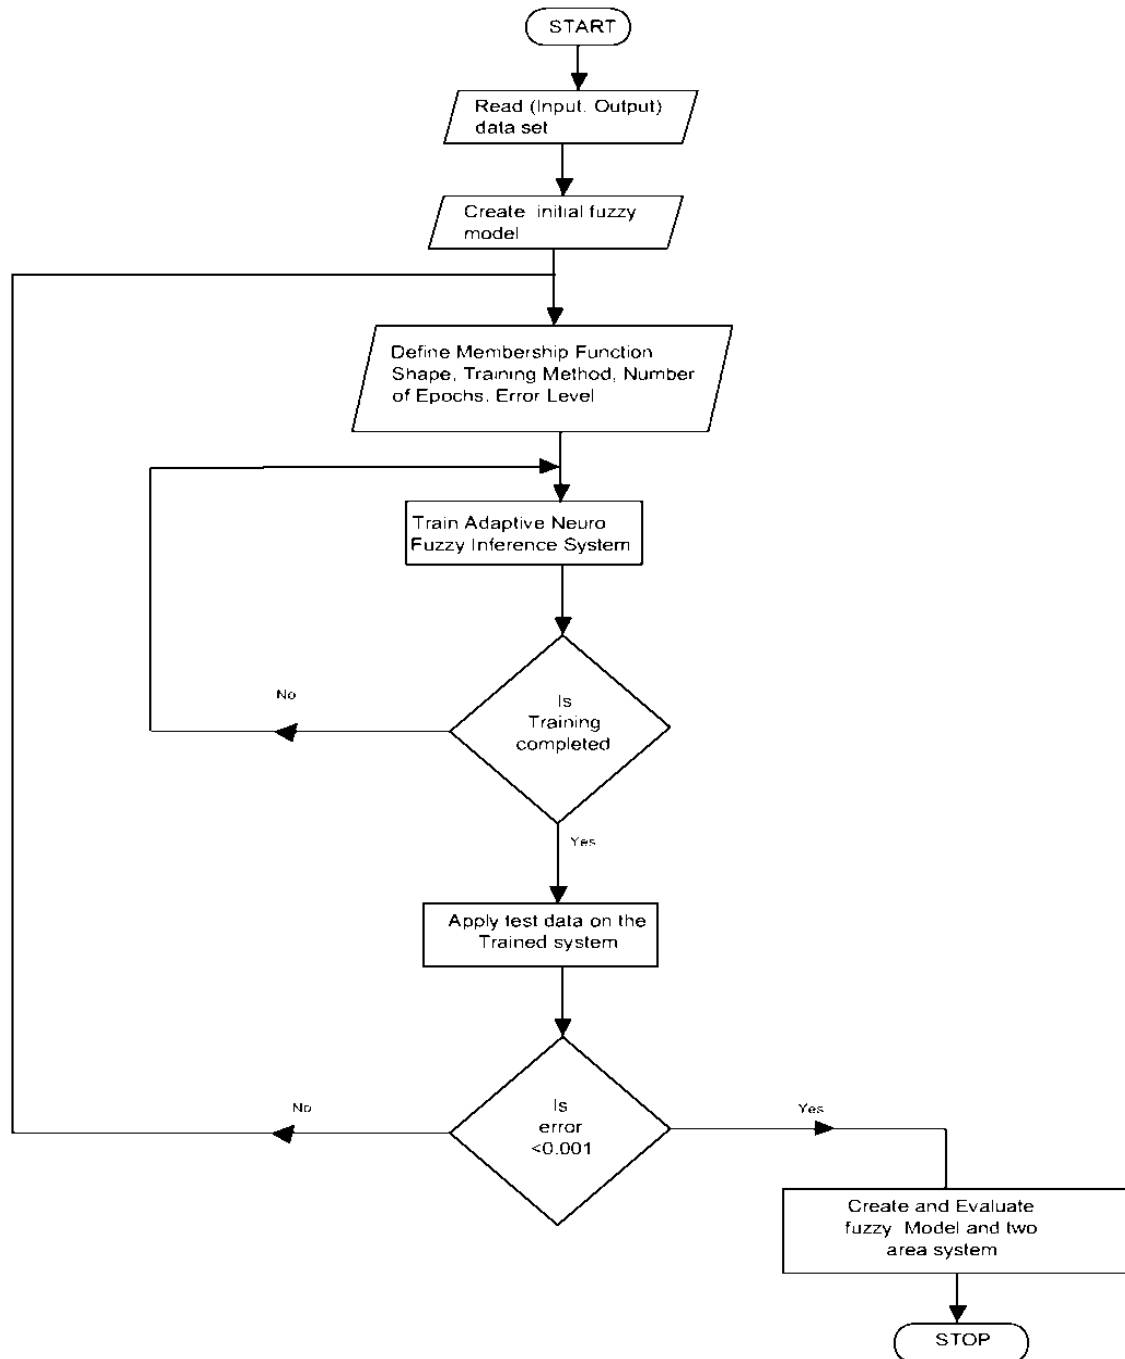 START
Read (Input. Output)
data set
Create initial fuzzy
model
Define Membership Function
Shape, Training Method, Number
of Epochs. Error Level
Train Adaptive Neuro
Fuzzy Inference System
No
Is
Training
completed
Yes
Apply test data on the
Trained system
No
Is
error
<0.001
Yes
Create and Evaluate
fuzzy Model and two
area system
STOP